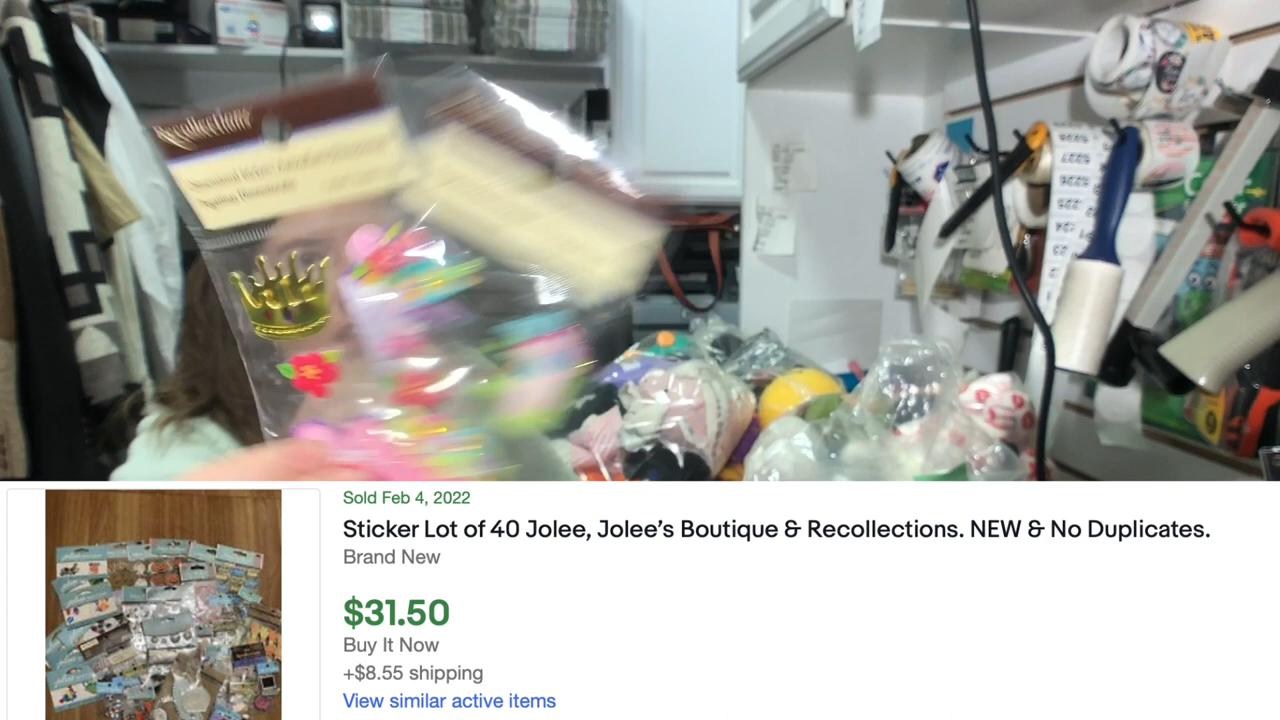 Sold Feb 4, 2022
Sticker Lot of 40 Jolee, Jolee's Boutique & Recollections. NEW & No Duplicates.
Brand New
$31.50
Buy It Now
+$8.55 shipping
View similar active items